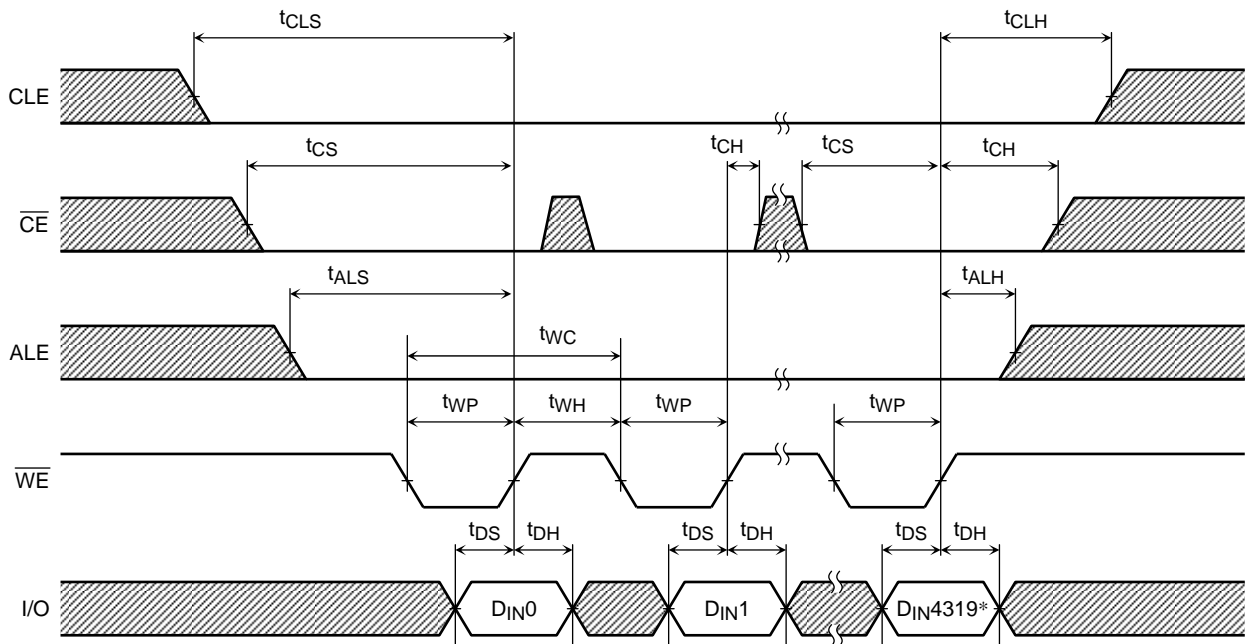 tCLS
tCLH
CLE
tCS
tCH
tCS
tCH
CE
tALS
tALH
ALE
tWC
tWP
tWH
tWP
tWP
WE
tDS
tDH
tDS
tDH
tDS
tDH
I/O
DIN0
DIN1
DIN4319*